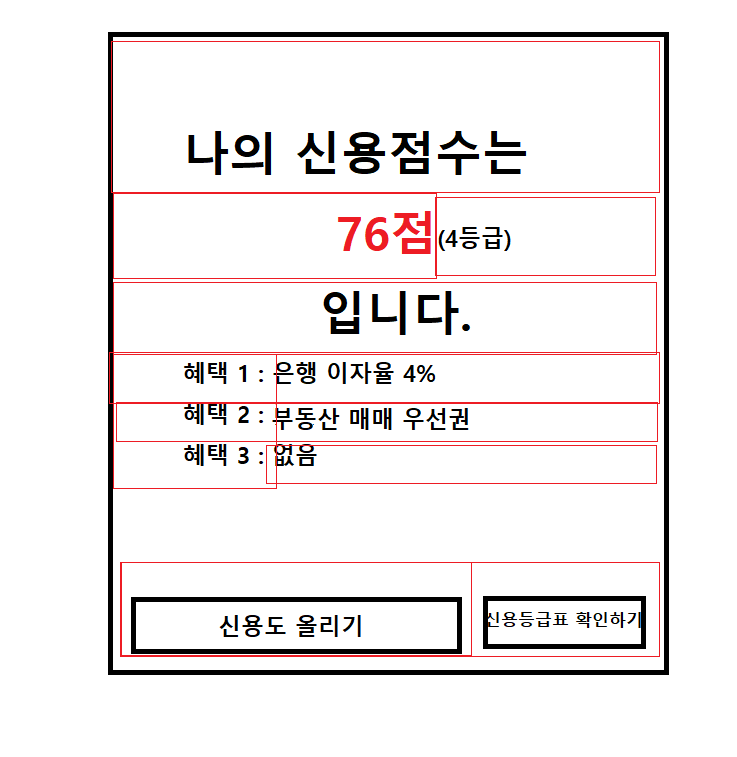 나의 신용점수는
76점(4등급)
입니다.
혜택 1 : 은행 이자율 4%
혜택 2 : 부동산 매매 우선권
혜택 3 : 없음
신용도 올리기
신용등급표 확인하기